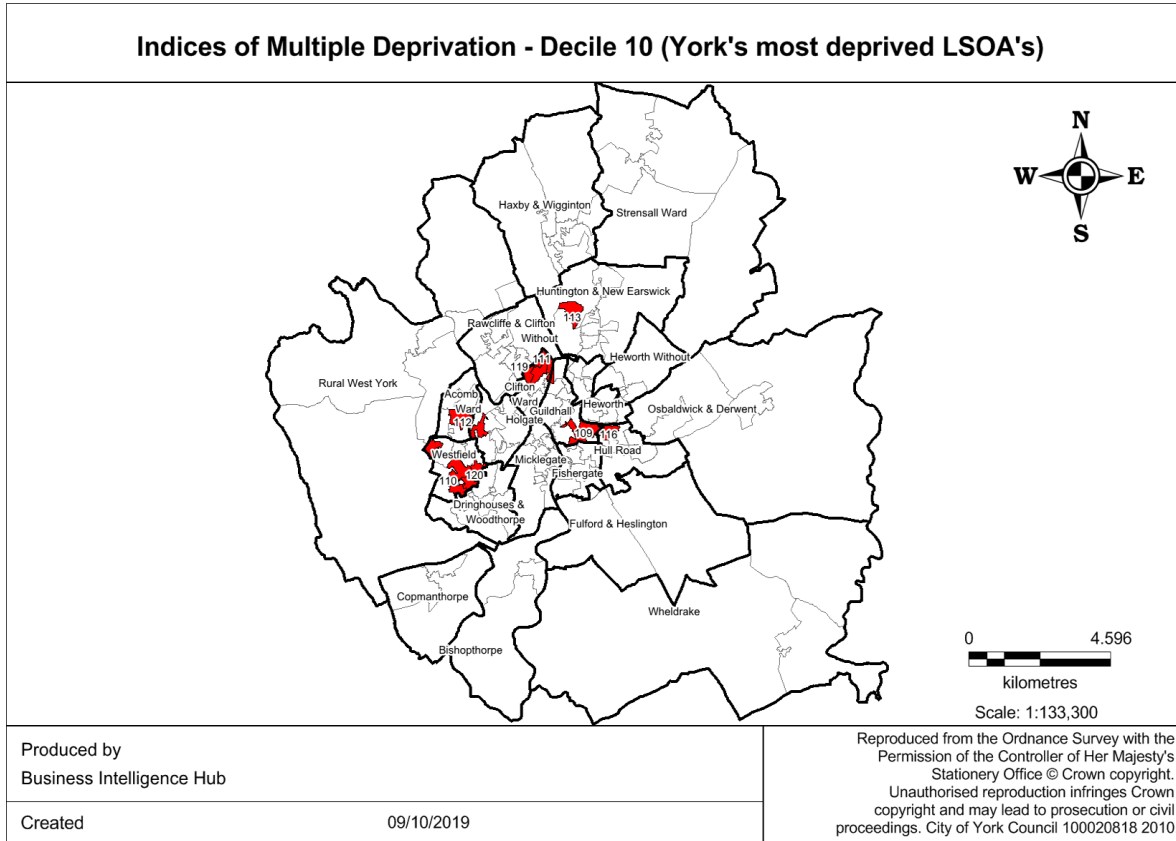 Indices of Multiple Deprivation - Decile 10 (York's most deprived LSOA's)
N
W
E
S
Haxby & Wigginton
Strensall Ward
Huntington & New Earswick
113
Rawcliffe & Clifton
Without
111
119
Heworth Without
Rural West York
Acomb
Ward
112
Clifton
Ward
Holgate
Guildhall
Heworth
Osbaldwick & Derwent
109
116
Hull Road
Westfield
Micklegate
Fishergate
110
120
Dringhouses &
Woodthorpe
Fulford & Heslington
Copmanthorpe
Wheldrake
Bishopthorpe
0
4.596
kilometres
Scale: 1:133,300
Produced by
Business Intelligence Hub
Created
09/10/2019
Reproduced from the Ordnance Survey with the
Permission of the Controller of Her Majesty's
Stationery Office © Crown copyright.
Unauthorised reproduction infringes Crown
copyright and may lead to prosecution or civil
proceedings. City of York Council 100020818 2010